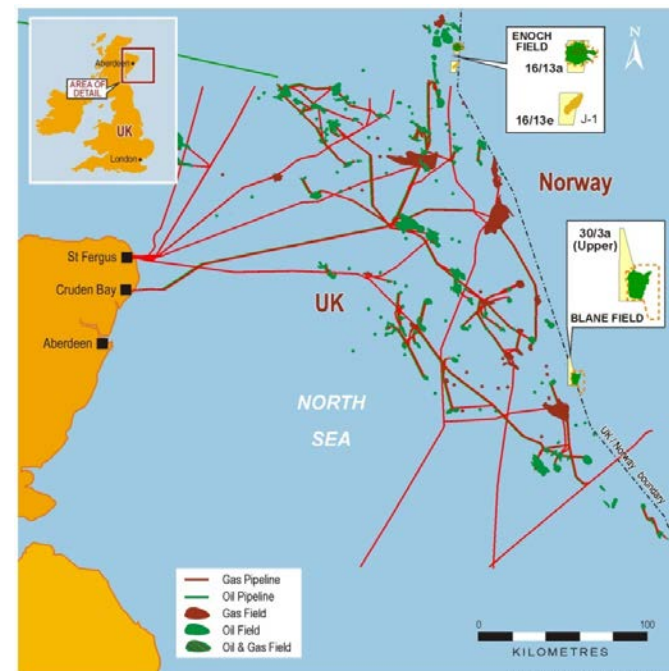 Aberdeen
AREA OF
DETAIL
UK
London
ENOCH
FIELD
16/13a
16/13e
J-1
N
Norway
30/3a
(Upper)
BLANE FIELD
St Fergus
Cruden Bay
Aberdeen
UK
NORTH
SEA
UK / Norway boundary
Gas Pipeline
Oil Pipeline
Gas Field
Oil Field
Oil & Gas Field
0
100
KILOMETRES